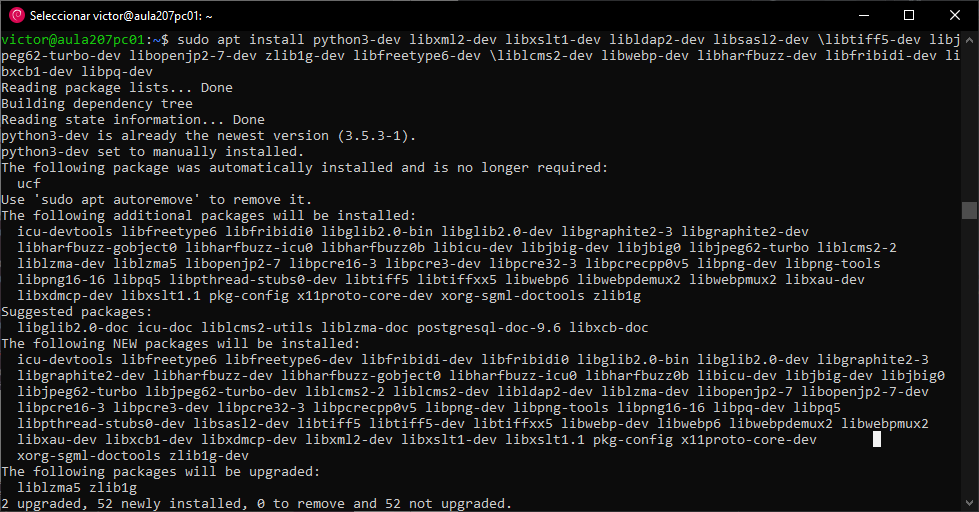 Seleccionar victor@aula207pc01: ~
victor@aula207pc01:~$ sudo apt install python3-dev libxml2-dev libxslt1-dev libldap2-dev libsasl2-dev \libtiff5-dev libj
peg62-turbo-dev libopenjp2-7-dev zlib1g-dev libfreetype6-dev \liblcms2-dev libwebp-dev libharfbuzz-dev libfribidi-dev li
bxcb1-dev libpq-dev
Reading package lists... Done
Building dependency tree
Reading state information... Done
python3-dev is already the newest version (3.5.3-1).
python3-dev set to manually installed.
The following package was automatically installed and is no longer required:
  ucf
Use 'sudo apt autoremove' to remove it.
The following additional packages will be installed:
  icu-devtools libfreetype6 libfribidi0 libglib2.0-bin libglib2.0-dev libgraphite2-3 libgraphite2-dev
  libharfbuzz-gobject0 libharfbuzz-icu0 libharfbuzz0b libicu-dev libjbig-dev libjbig0 libjpeg62-turbo liblcms2-2
  liblzma-dev liblzma5 libopenjp2-7 libpcre16-3 libpcre3-dev libpcre32-3 libpcrecpp0v5 libpng-dev libpng-tools
  libpng16-16 libpq5 libpthread-stubs0-dev libtiff5 libtiffxx5 libwebp6 libwebpdemux2 libwebpmux2 libxau-dev
  libxdmcp-dev libxslt1.1 pkg-config x11proto-core-dev xorg-sgml-doctools zlib1g
Suggested packages:
  libglib2.0-doc icu-doc liblcms2-utils liblzma-doc postgresql-doc-9.6 libxcb-doc
The following NEW packages will be installed:
  icu-devtools libfreetype6 libfreetype6-dev libfribidi-dev libfribidi0 libglib2.0-bin libglib2.0-dev libgraphite2-3
  libgraphite2-dev libharfbuzz-dev libharfbuzz-gobject0 libharfbuzz-icu0 libharfbuzz0b libicu-dev libjbig-dev libjbig0
  libjpeg62-turbo libjpeg62-turbo-dev liblcms2-2 liblcms2-dev libldap2-dev liblzma-dev libopenjp2-7 libopenjp2-7-dev
  libpcre16-3 libpcre3-dev libpcre32-3 libpcrecpp0v5 libpng-dev libpng-tools libpng16-16 libpq-dev libpq5
  libpthread-stubs0-dev libsasl2-dev libtiff5 libtiff5-dev libtiffxx5 libwebp-dev libwebp6 libwebpdemux2 libwebpmux2
  libxau-dev libxcb1-dev libxdmcp-dev libxml2-dev libxslt1-dev libxslt1.1 pkg-config x11proto-core-dev
  xorg-sgml-doctools zlib1g-dev
The following packages will be upgraded:
  liblzma5 zlib1g
2 upgraded, 52 newly installed, 0 to remove and 52 not upgraded.